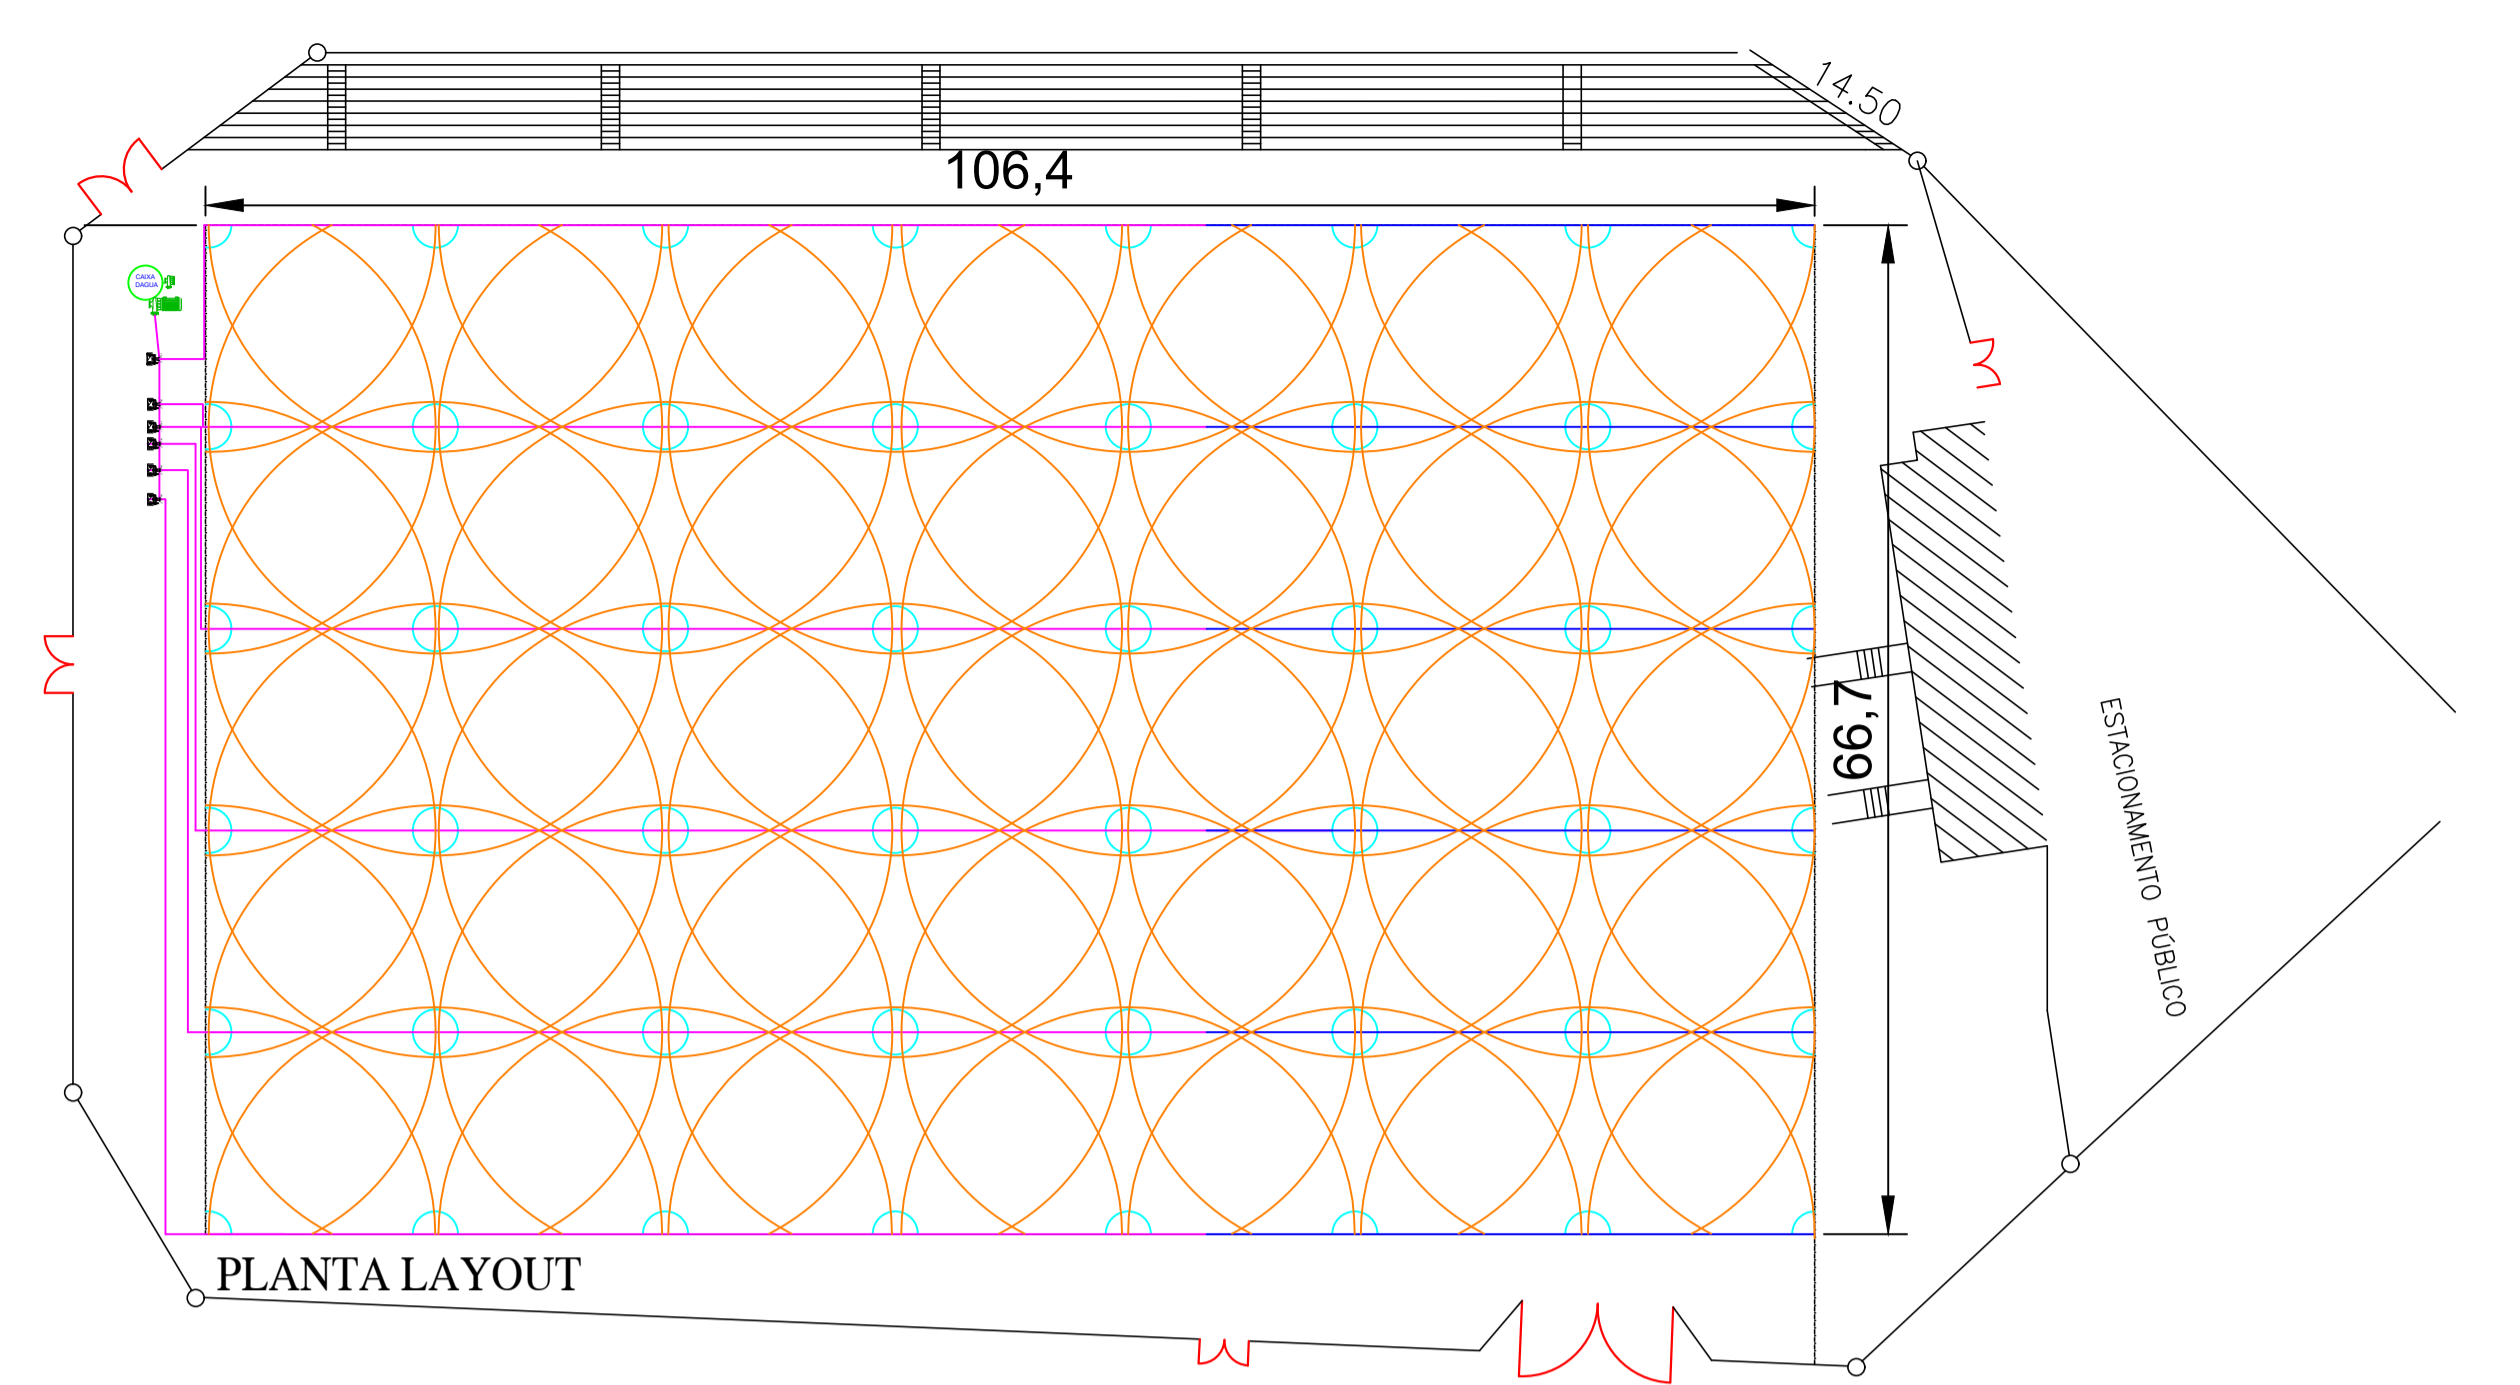 14.50
106,4
CAIXA
DAGUA
66,7
ESTACIONAMENTO PÚBLICO
PLANTA LAYOUT